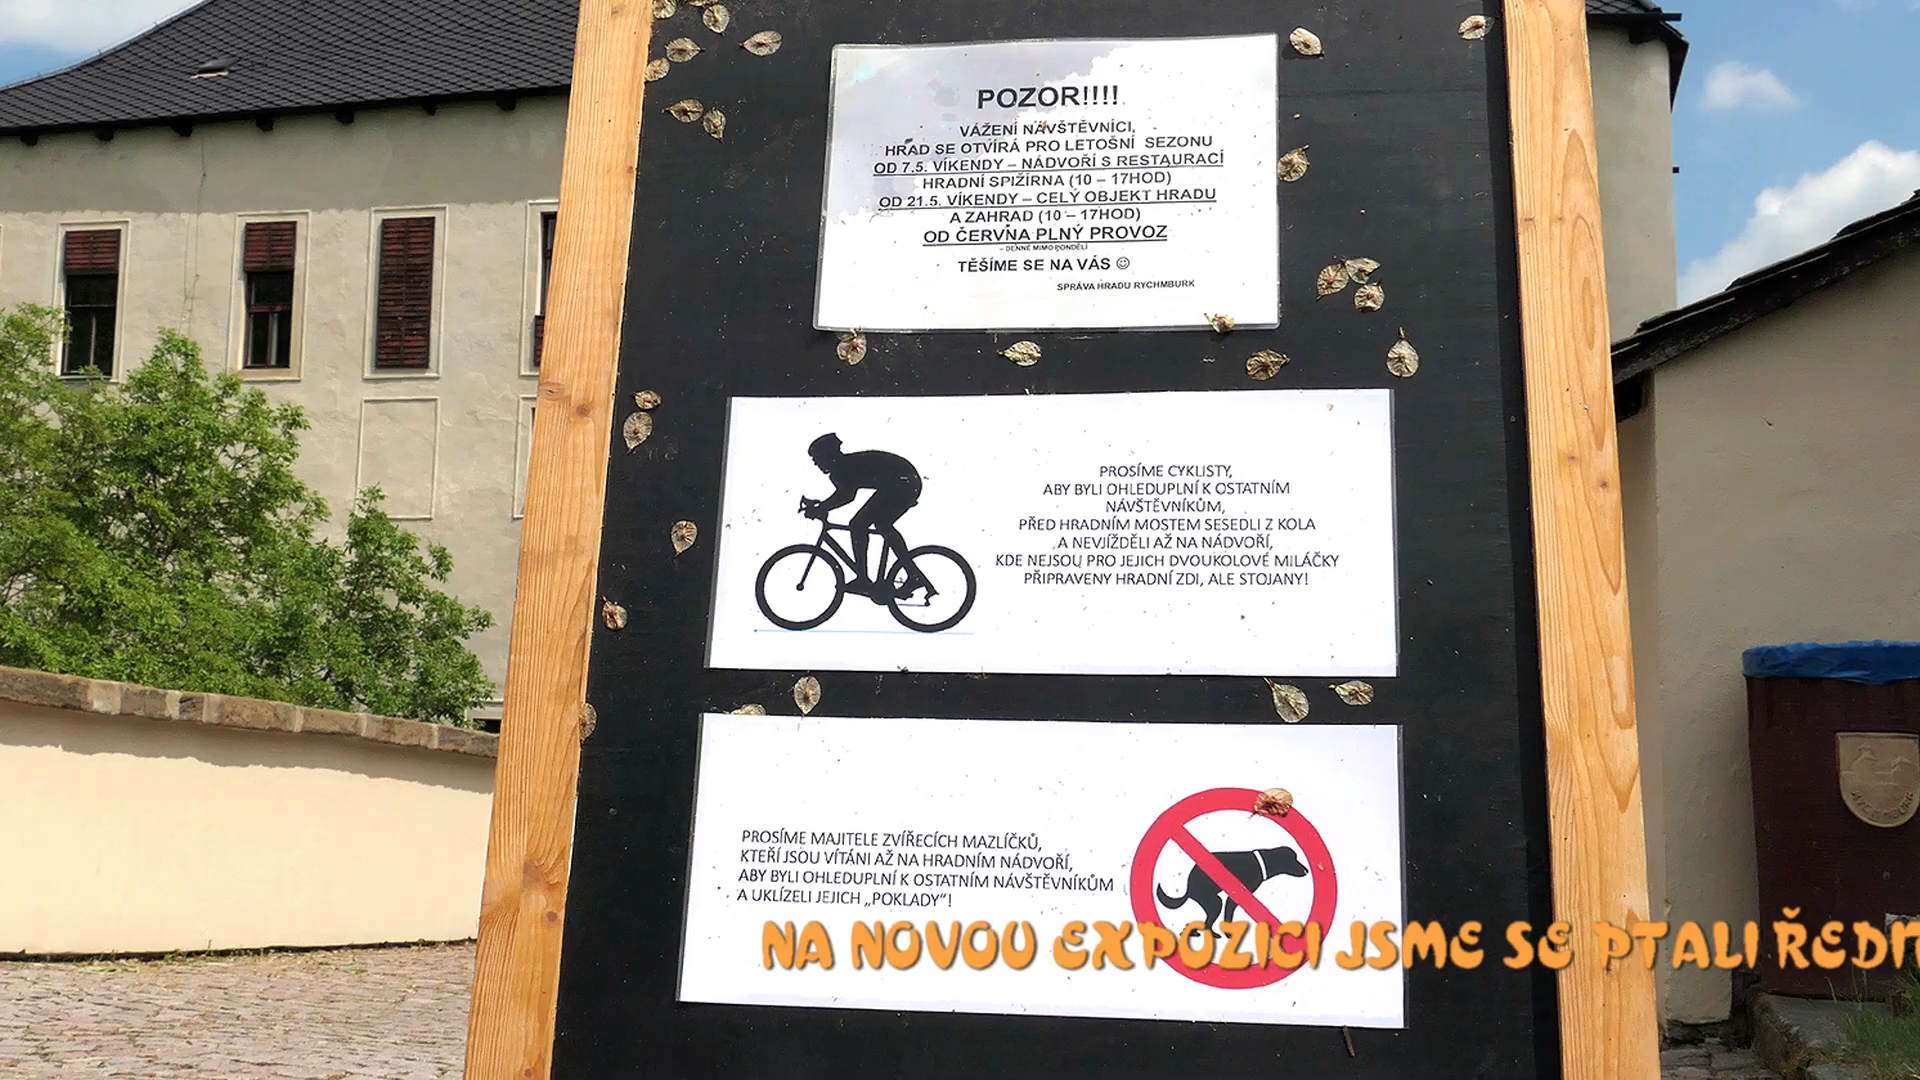 POZOR!!!!
VÁŽENÍ NÁVŠTĚVNÍCI,
HRAD SE OTVÍRÁ PRO LETOŠNÍ SEZONU
OD 7.5. VÍKENDY – NÁDVOŘÍ S RESTAURACÍ
HRADNÍ SPIŽÍRNA (10 – 17HOD)
OD 21.5. VÍKENDY – CELÝ OBJEKT HRADU
A ZAHRAD (10 – 17HOD)
OD ČERVNA PLNÝ PROVOZ
– DENNĚ MIMO PONDĚLÍ
TĚŠÍME SE NA VÁS ☺
SPRÁVA HRADU RYCHMBURK
PROSÍME CYKLISTY,
ABY BYLI OHLEDUPLNÍ K OSTATNÍM
NÁVŠTĚVNÍKŮM,
PŘED HRADNÍM MOSTEM SESEDLI Z KOLA
A NEVJÍŽDĚLI AŽ NA NÁDVOŘÍ,
KDE NEJSOU PRO JEJICH DVOUKOLOVÉ MILÁČKY
PŘIPRAVENY HRADNÍ ZDI, ALE STOJANY!
PROSÍME MAJITELE ZVÍŘECÍCH MAZLÍČKŮ,
KTEŘÍ JSOU VÍTÁNI AŽ NA HRADNÍM NÁDVOŘÍ,
ABY BYLI OHLEDUPLNÍ K OSTATNÍM NÁVŠTĚVNÍKŮM
A UKLÍZELI JEJICH „POKLADY“!
NA NOVOU EXPOZICI JSME SE PTALI ŘEDIT